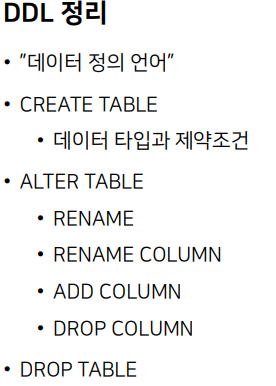 DDL 정리
• "데이터 정의 언어"
• CREATE TABLE
• 데이터 타입과 제약조건
• ALTER TABLE
• RENAME
• RENAME COLUMN
• ADD COLUMN
• DROP COLUMN
• DROP TABLE